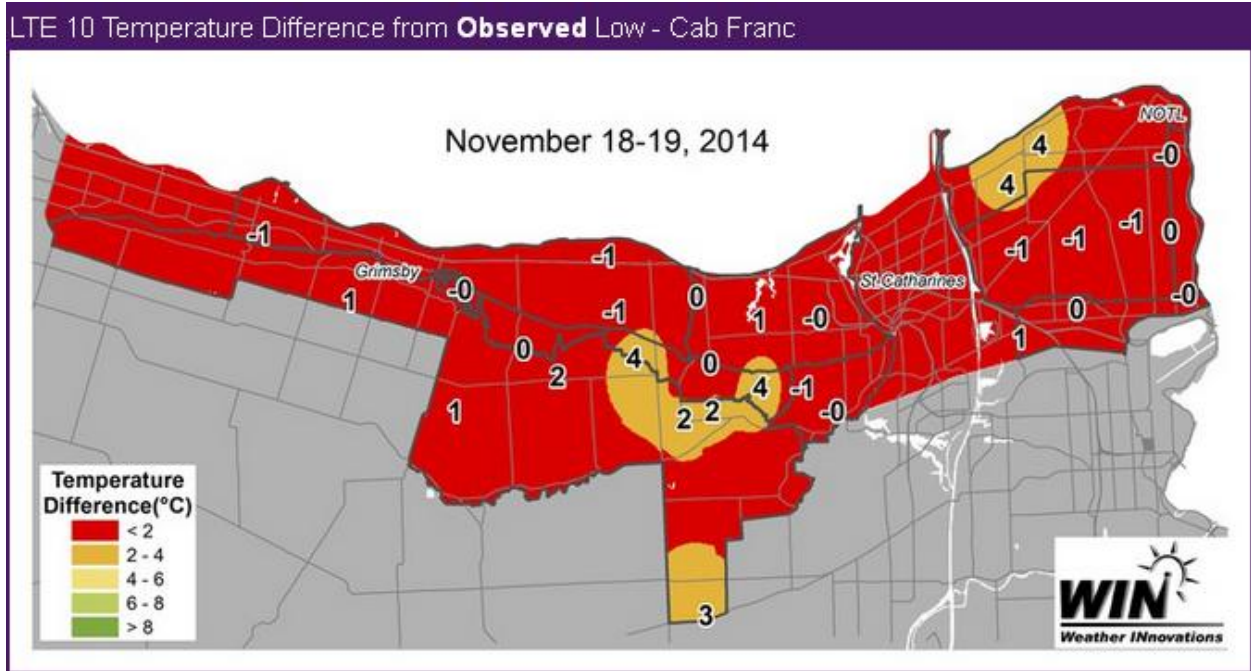 LTE 10 Temperature Difference from Observed Low - Cab Franc
November 18-19, 2014
NOTL
4
-0
4
-1
-1
-1
0
-1
Grimsby
-1
St.Catharines
1
-0
0
-0
-1
1
-0
0
1
0
4
0
2
4
-1
1
2
2
-0
3
Temperature
Difference(°C)
< 2
2 - 4
4 - 6
6 - 8
> 8
WIN
Weather INnovations